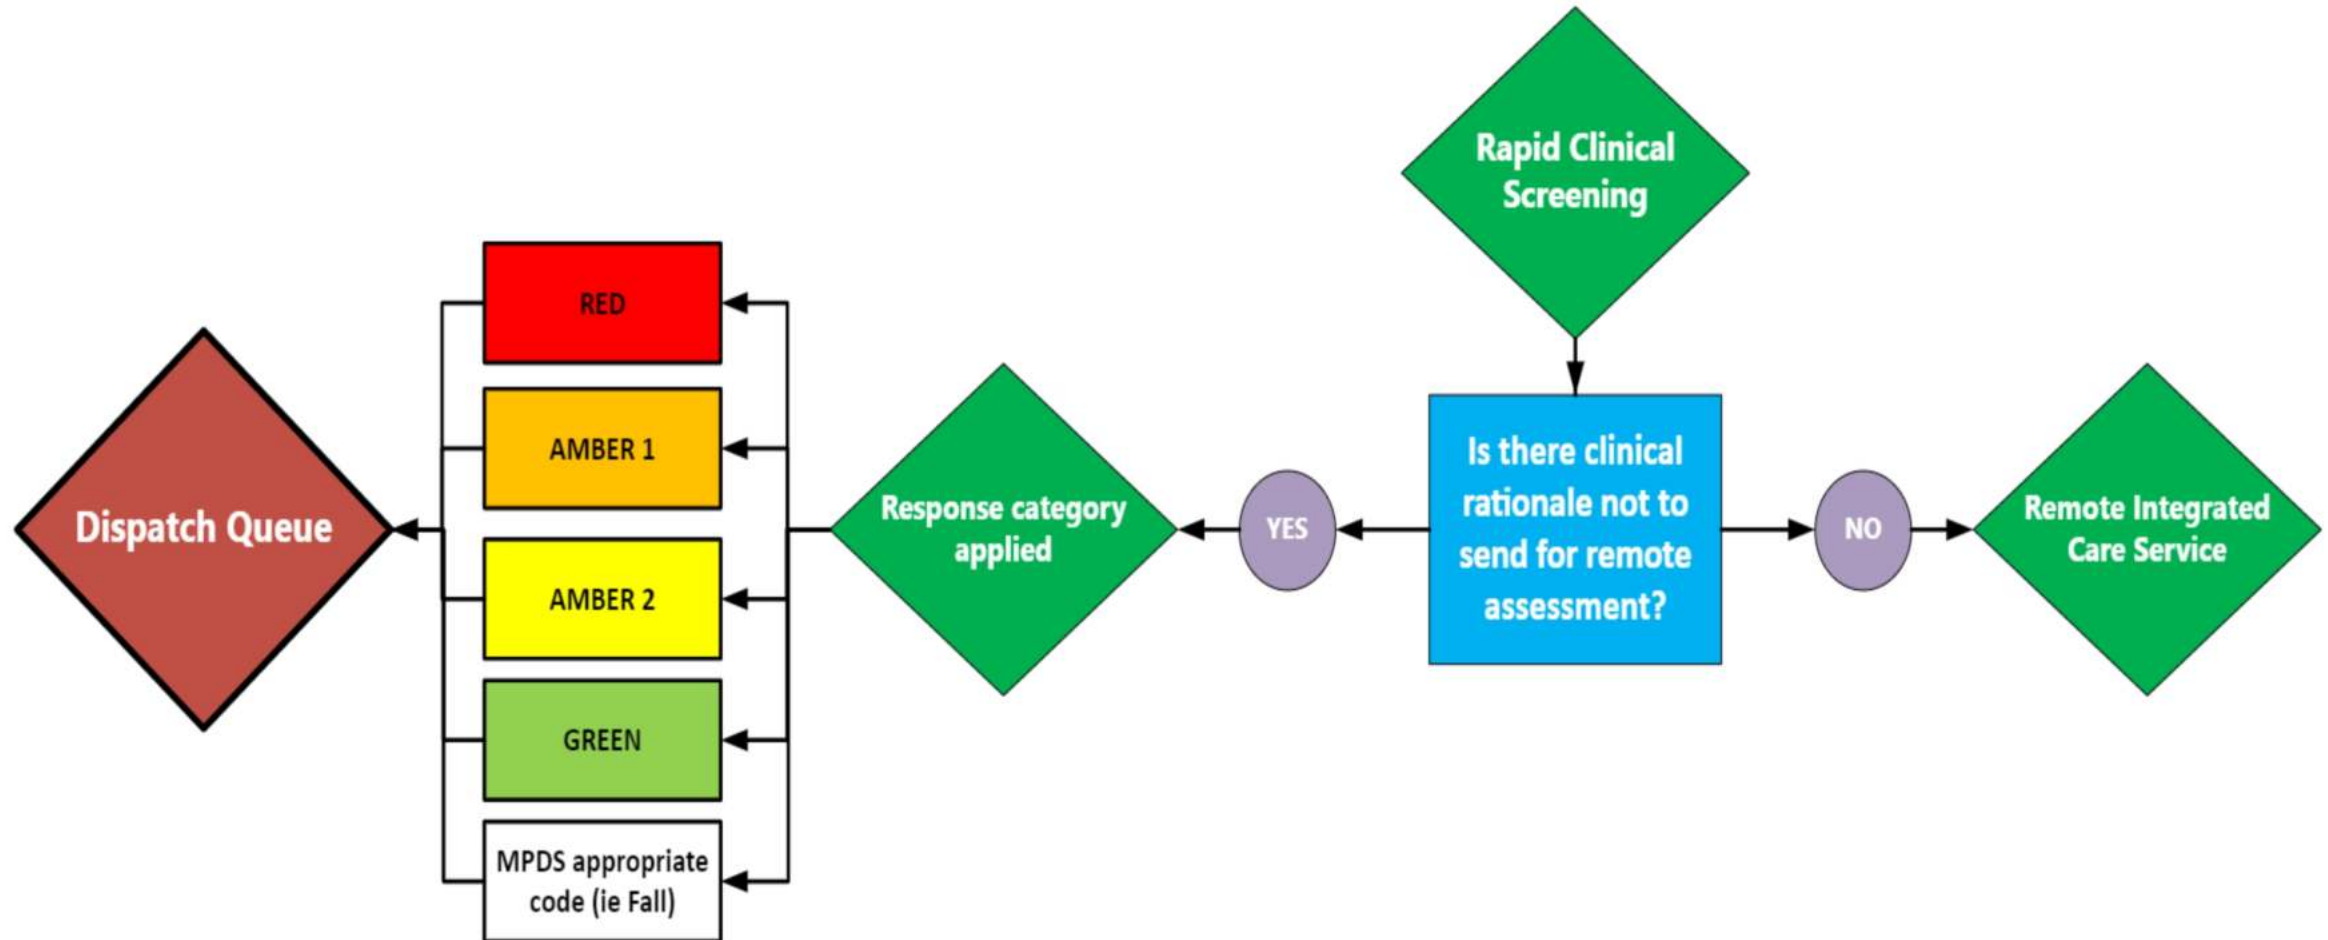 Rapid Clinical
Screening
Is there clinical
rationale not to
send for remote
assessment?
YES
NO
Response category
applied
Remote Integrated
Care Service
RED
AMBER 1
AMBER 2
GREEN
MPDS appropriate
code (ie Fall)
Dispatch Queue